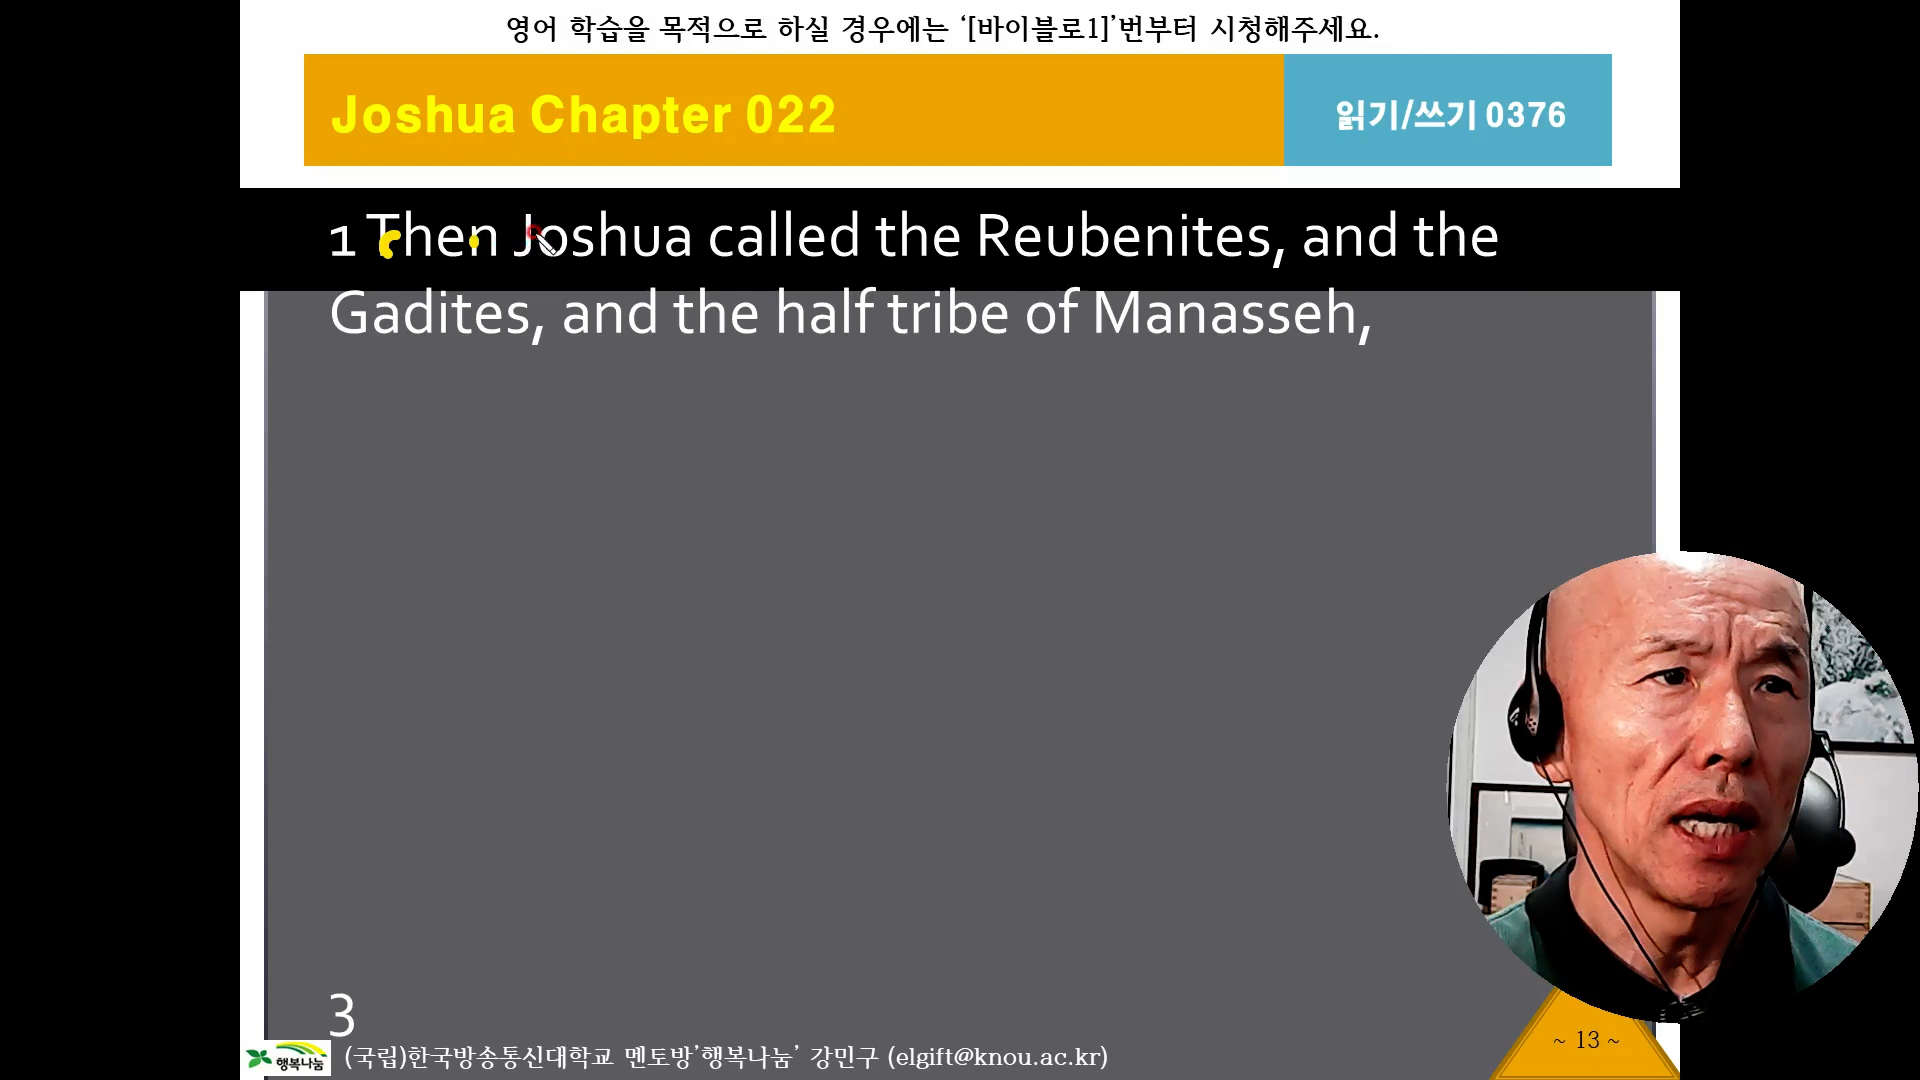 영어 학습을 목적으로 하실 경우에는 ‘[바이블로1]’번부터 시청해주세요.
Joshua Chapter 022
읽기/쓰기 0376
1 Then Joshua called the Reubenites, and the
Gadites, and the half tribe of Manasseh,
3
행복나눔
(국립)한국방송통신대학교 멘토방’행복나눔’ 강민구 (elgift@knou.ac.kr)
~ 13 ~